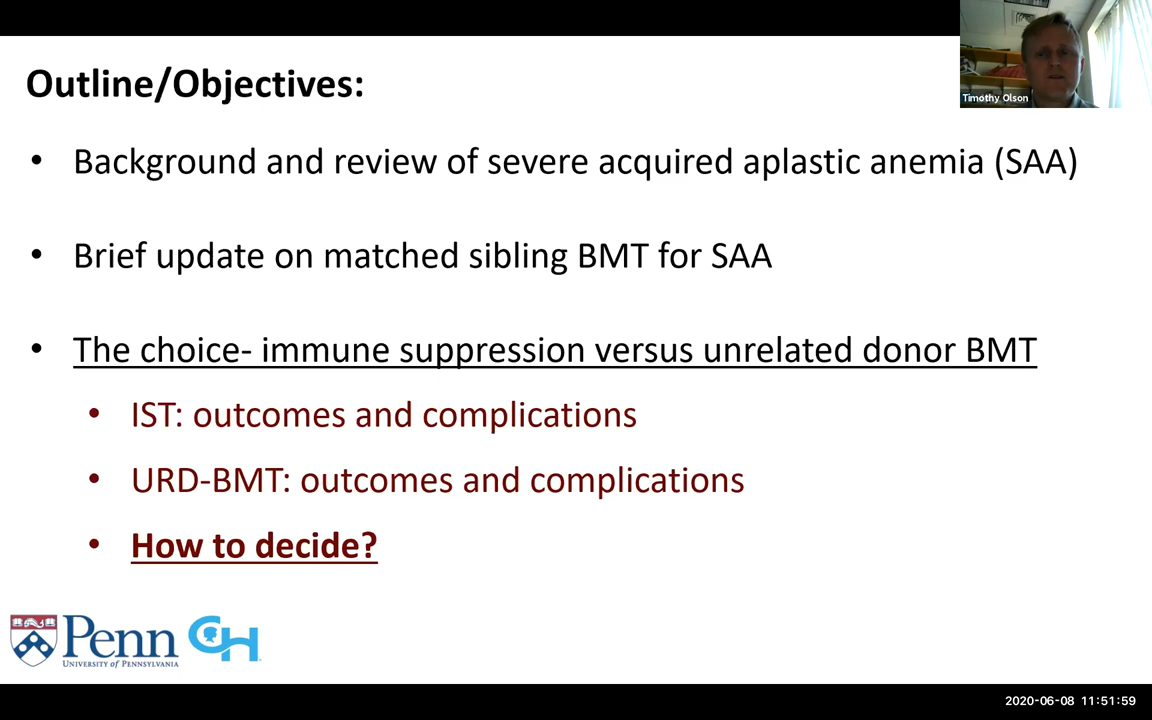 Outline/Objectives:
Timothy Olson
• Background and review of severe acquired aplastic anemia (SAA)
• Brief update on matched sibling BMT for SAA
• The choice- immune suppression versus unrelated donor BMT
• IST: outcomes and complications
• URD-BMT: outcomes and complications
• How to decide?
Penn
UNIVERSITY OF PENNSYLVANIA
CH
2020-06-08 11:51:59